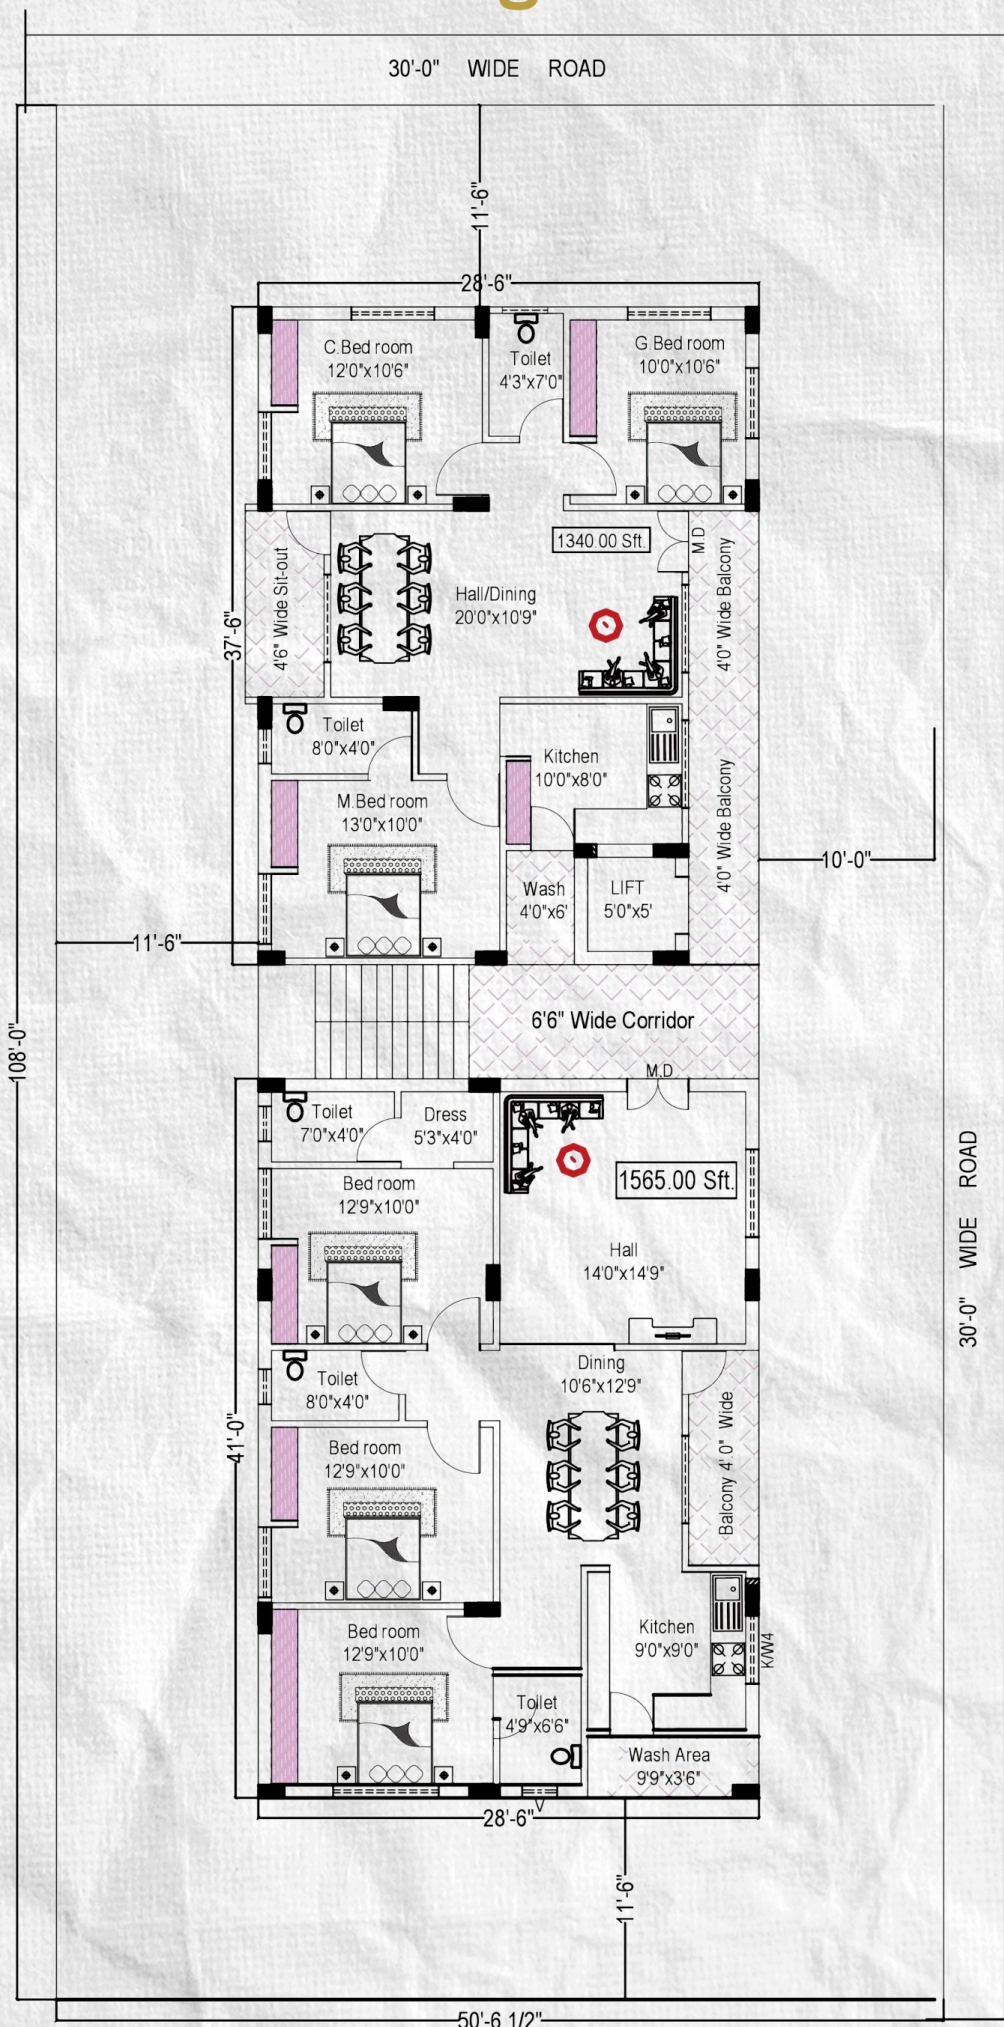 30'-0" WIDE ROAD
11'-6"
28'-6"
C.Bed room
12'0"x10'6"
Toilet
4'3"x7'0"
G.Bed room
10'0"x10'6"
1340.00 Sft.
M.D
4'6" Wide Sit-out
Hall/Dining
20'0"x10'9"
4'0" Wide Balcony
37'-6"
Toilet
8'0"x4'0"
Kitchen
10'0"x8'0"
M.Bed room
13'0"x10'0"
4'0" Wide Balcony
10'-0"
Wash
4'0"x6'
LIFT
5'0"x5'
11'-6"
6'6" Wide Corridor
108'-0"
M.D
Toilet
7'0"x4'0"
Dress
5'3"x4'0"
1565.00 Sft.
Bed room
12'9"x10'0"
Hall
14'0"x14'9"
30'-0" WIDE ROAD
Dining
10'6"x12'9"
Toilet
8'0"x4'0"
41'-0"
Balcony 4'.0" Wide
Bed room
12'9"x10'0"
Kitchen
9'0"x9'0"
K/W4
Bed room
12'9"x10'0"
Toilet
4'9"x6'6"
Wash Area
9'9"x3'6"
V
28'-6"
11'-6"
50'-6 1/2"